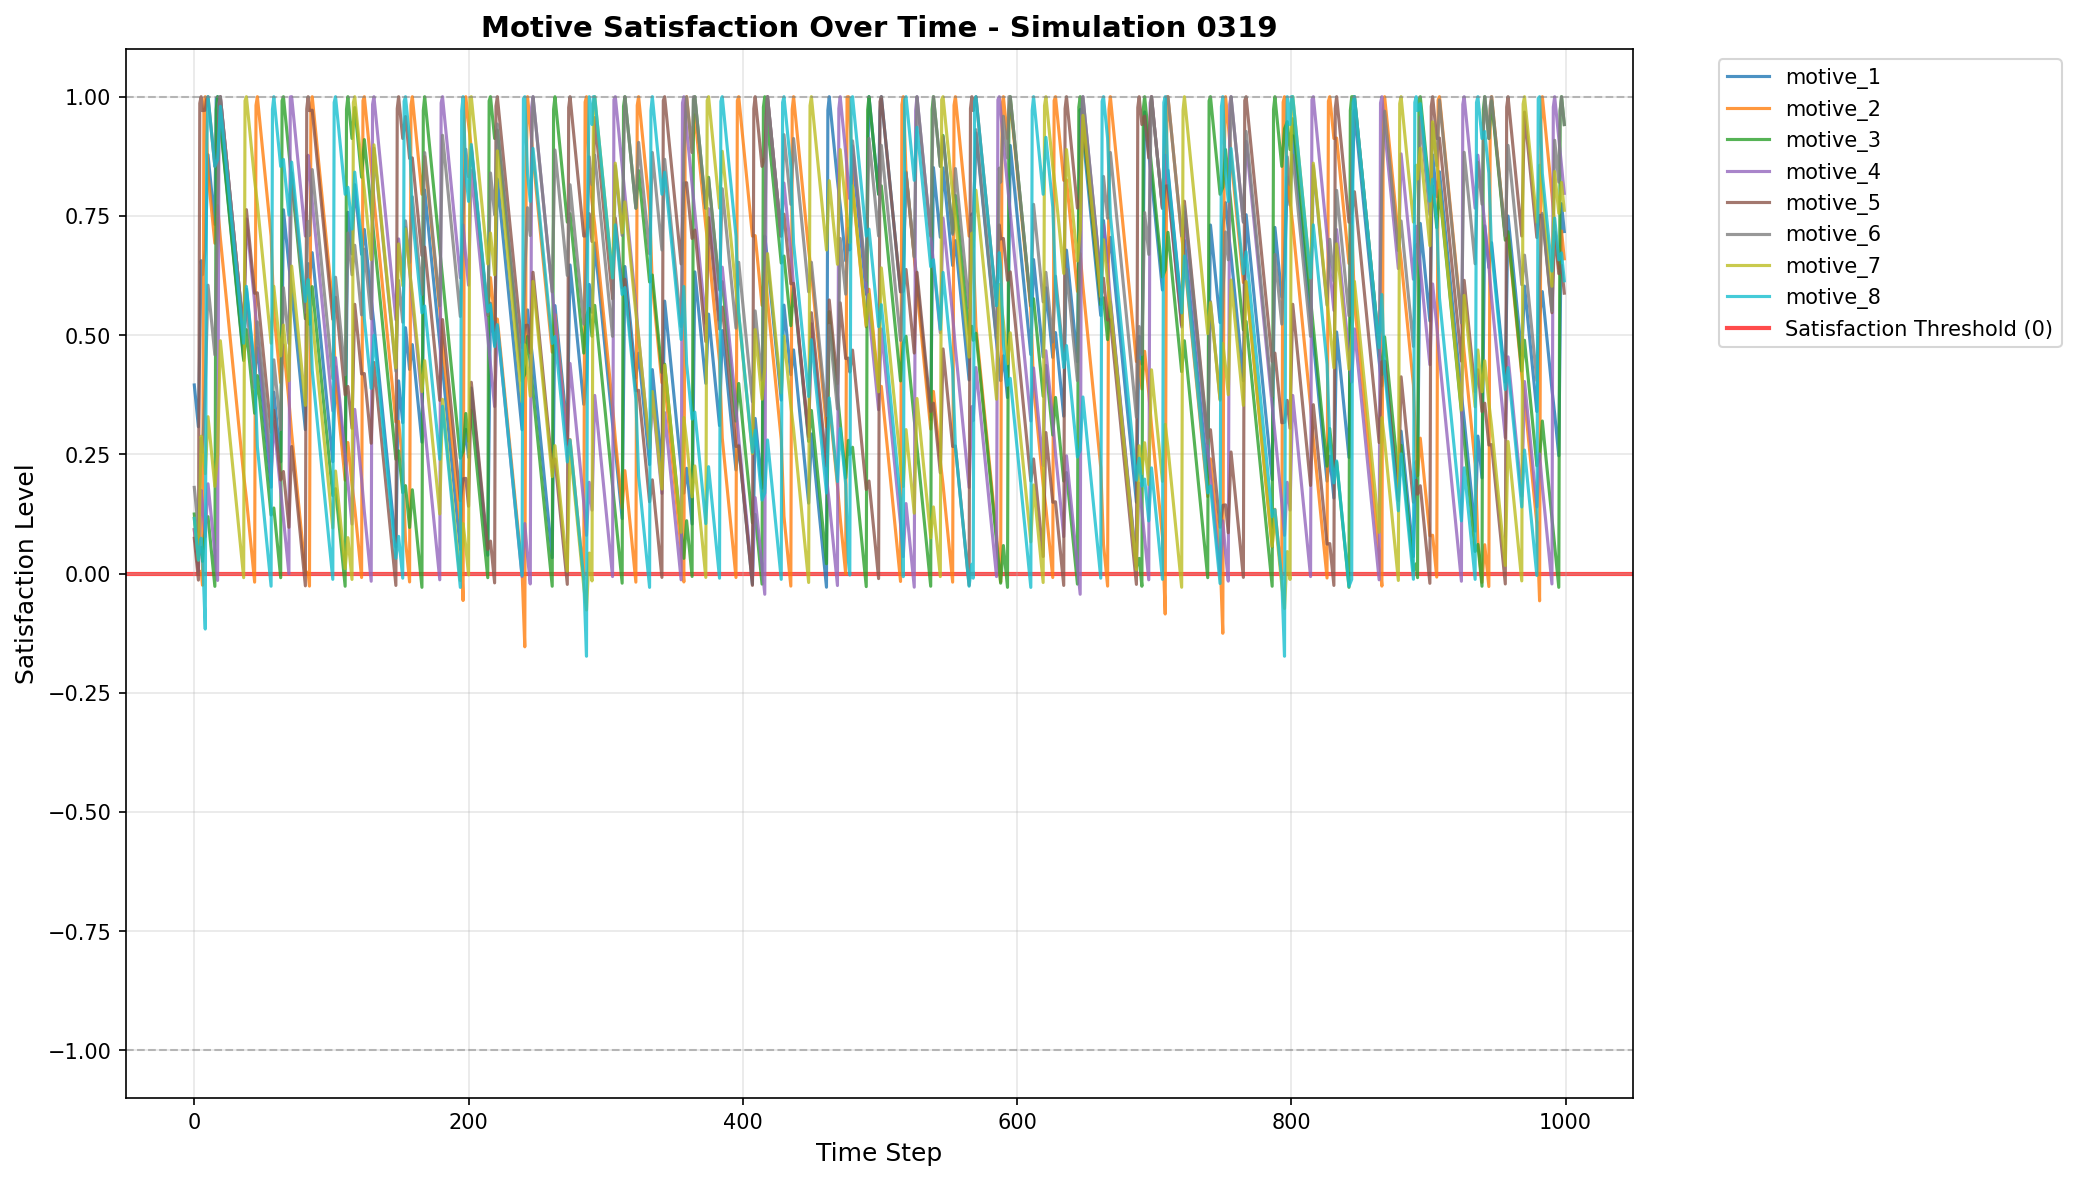 Motive Satisfaction Over Time - Simulation 0319
1.00
0.75
0.50
0.25
0.00
−0.25
−0.50
−0.75
−1.00
Satisfaction Level
0
200
400
600
800
1000
Time Step
motive_1
motive_2
motive_3
motive_4
motive_5
motive_6
motive_7
motive_8
Satisfaction Threshold (0)